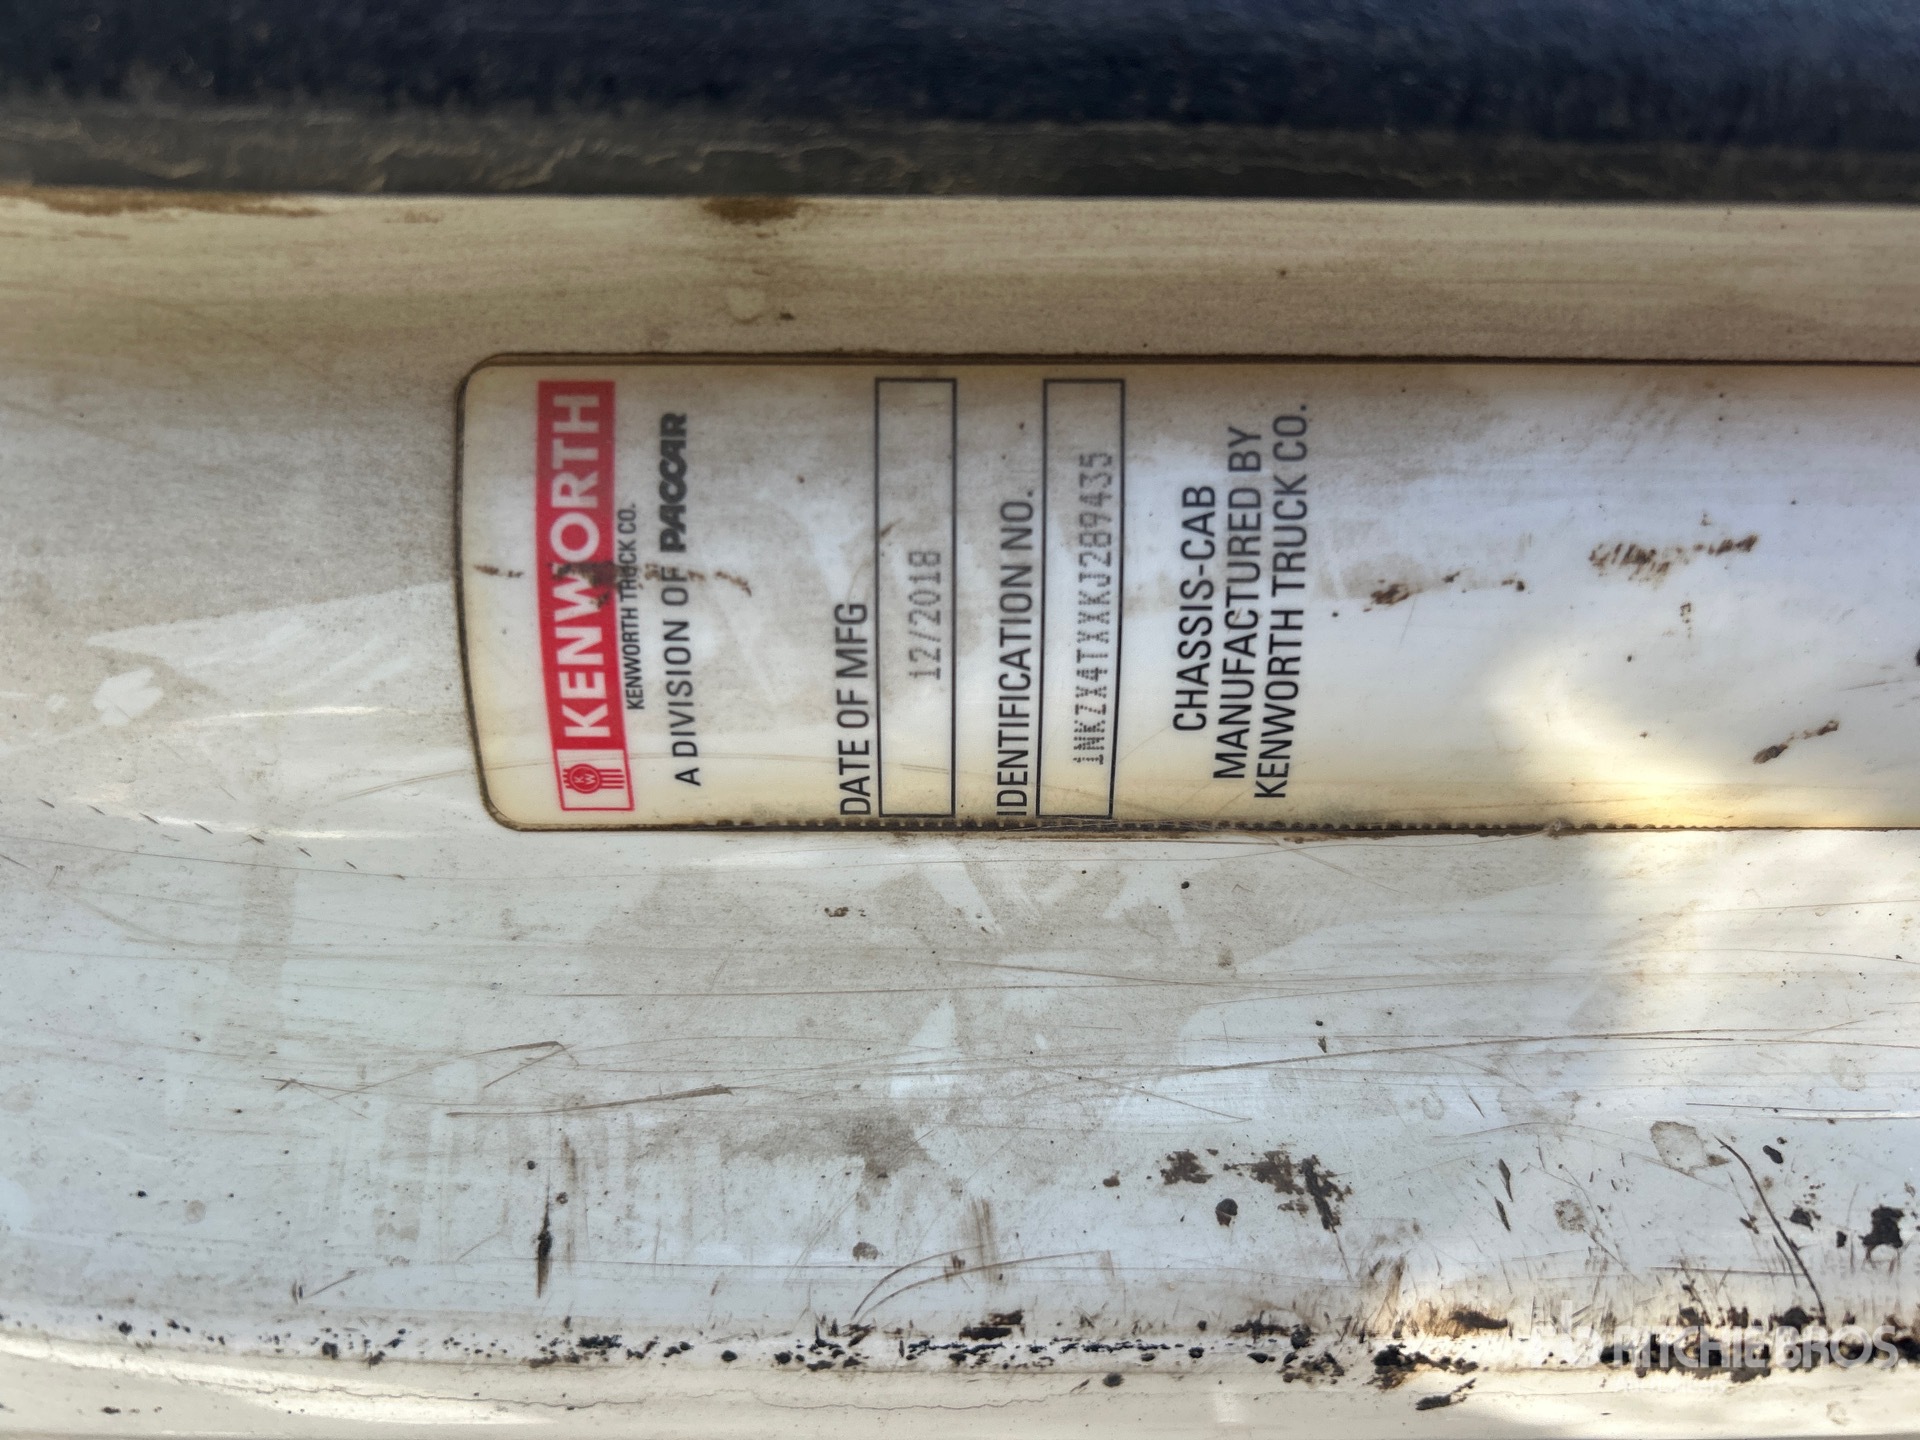 KENWORTH
KENWORTH TRUCK CO.
A DIVISION OF PACCAR
DATE OF MFG
12/2018
IDENTIFICATION NO.
1NKZX4TXXKJ289435
CHASSIS-CAB
MANUFACTURED BY
KENWORTH TRUCK CO.
RITCHIE BROS